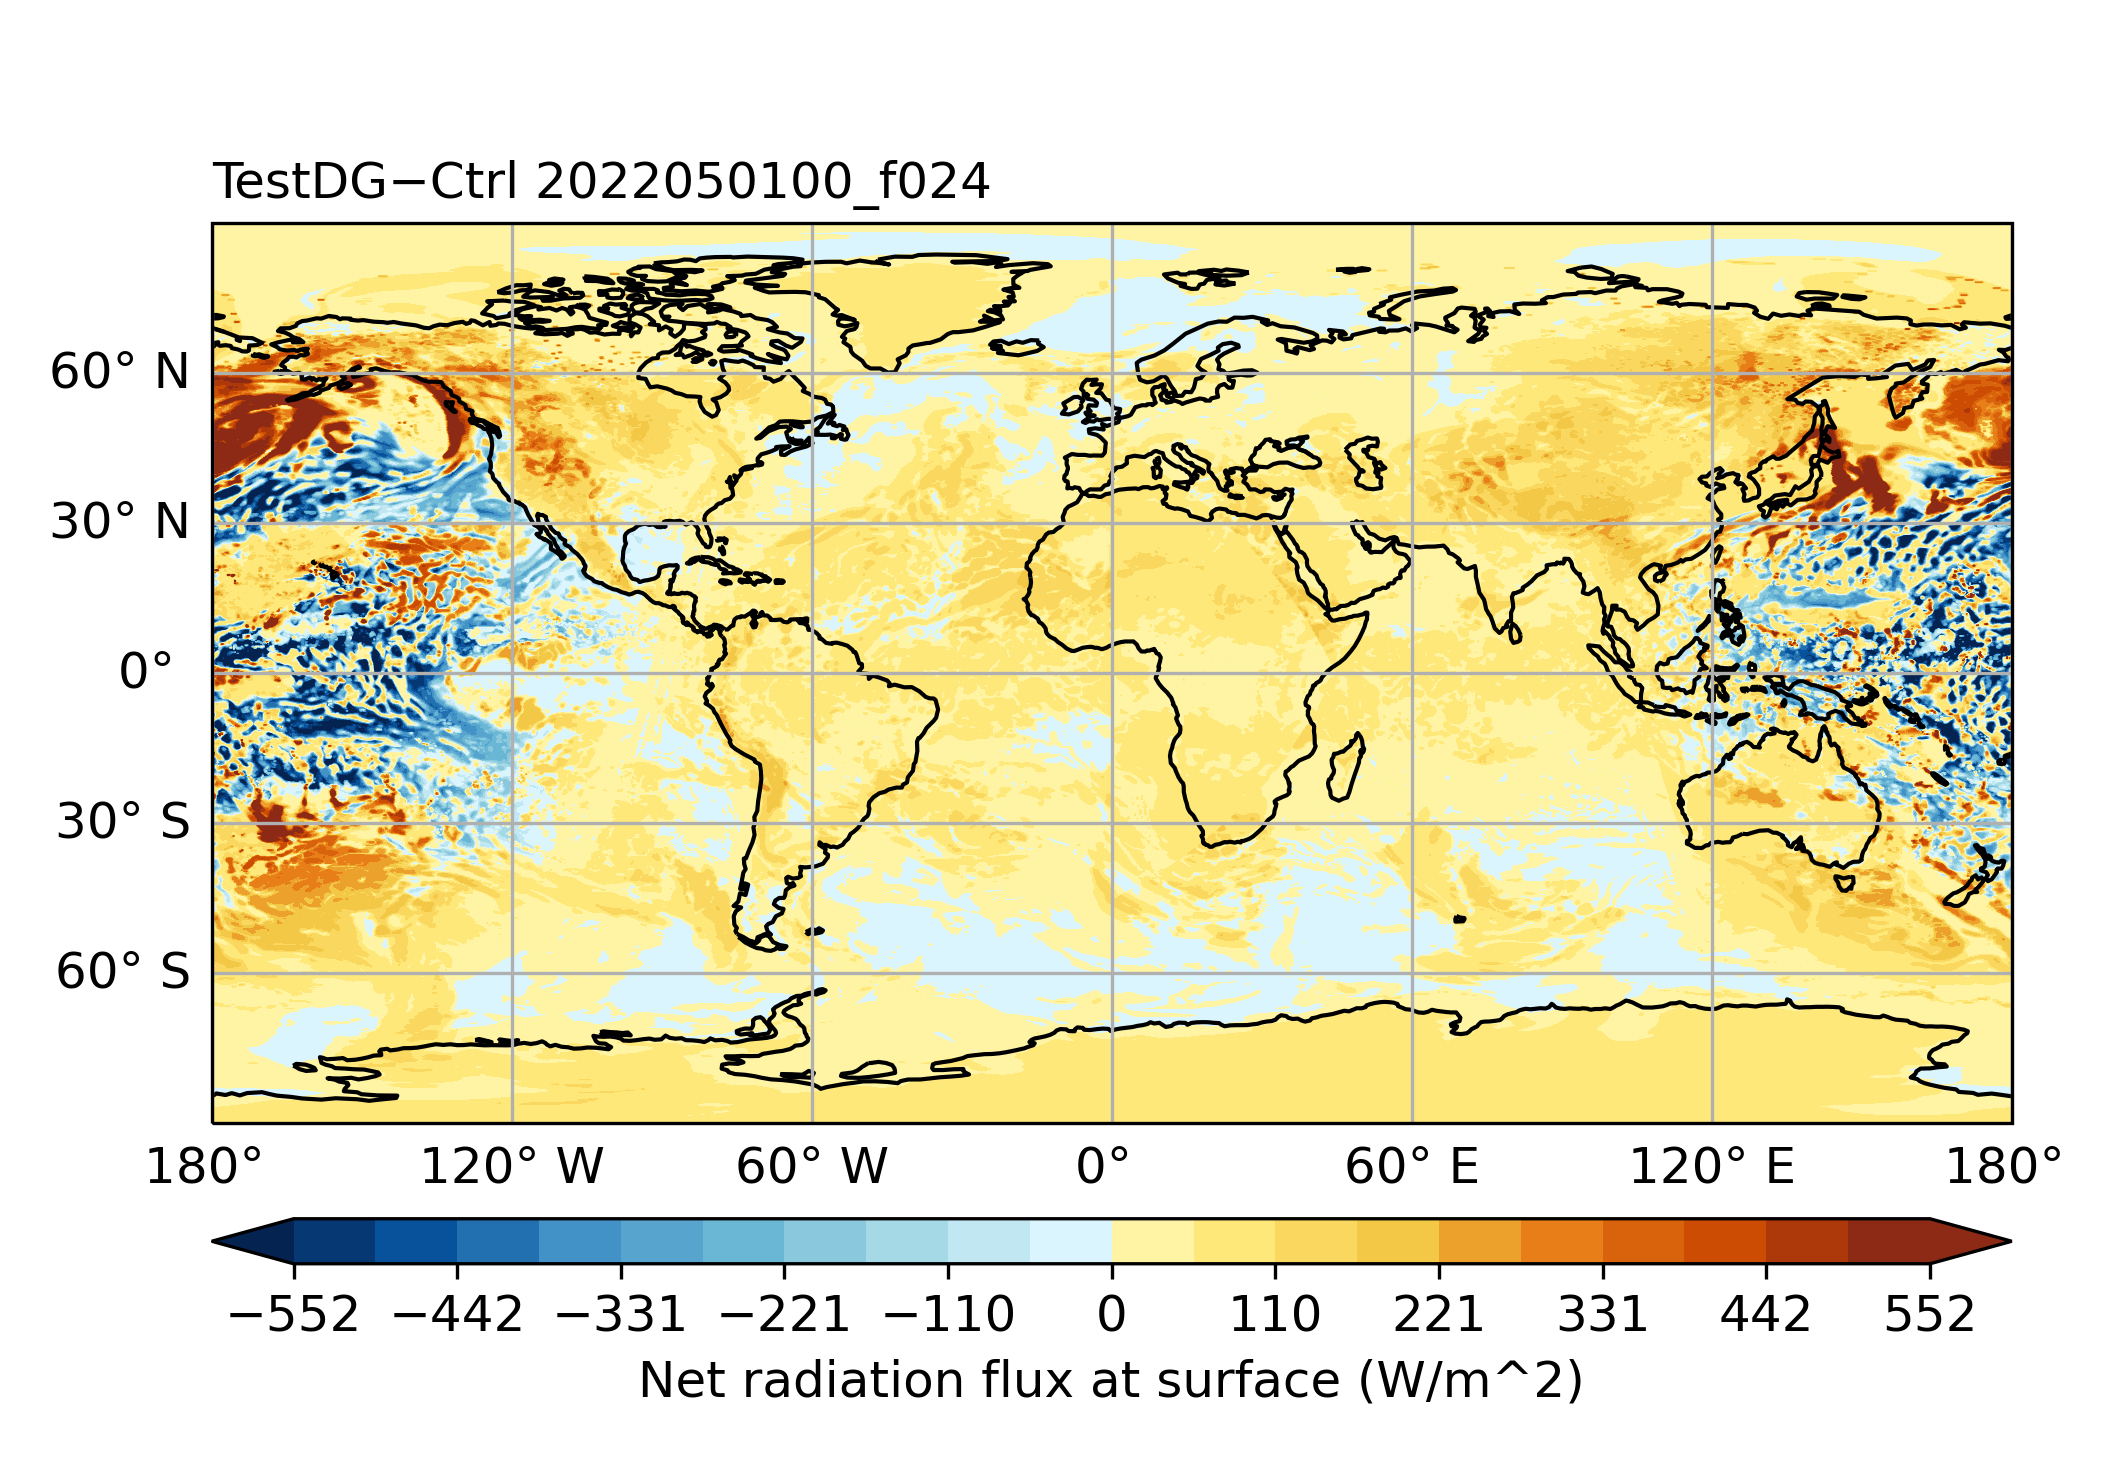 TestDG−Ctrl 2022050100_f024
60° N
30° N
0°
30° S
60° S
180° 120° W 60° W 0° 60° E 120° E 180°
−552 −442 −331 −221 −110 0 110 221 331 442 552
Net radiation flux at surface (W/m^2)